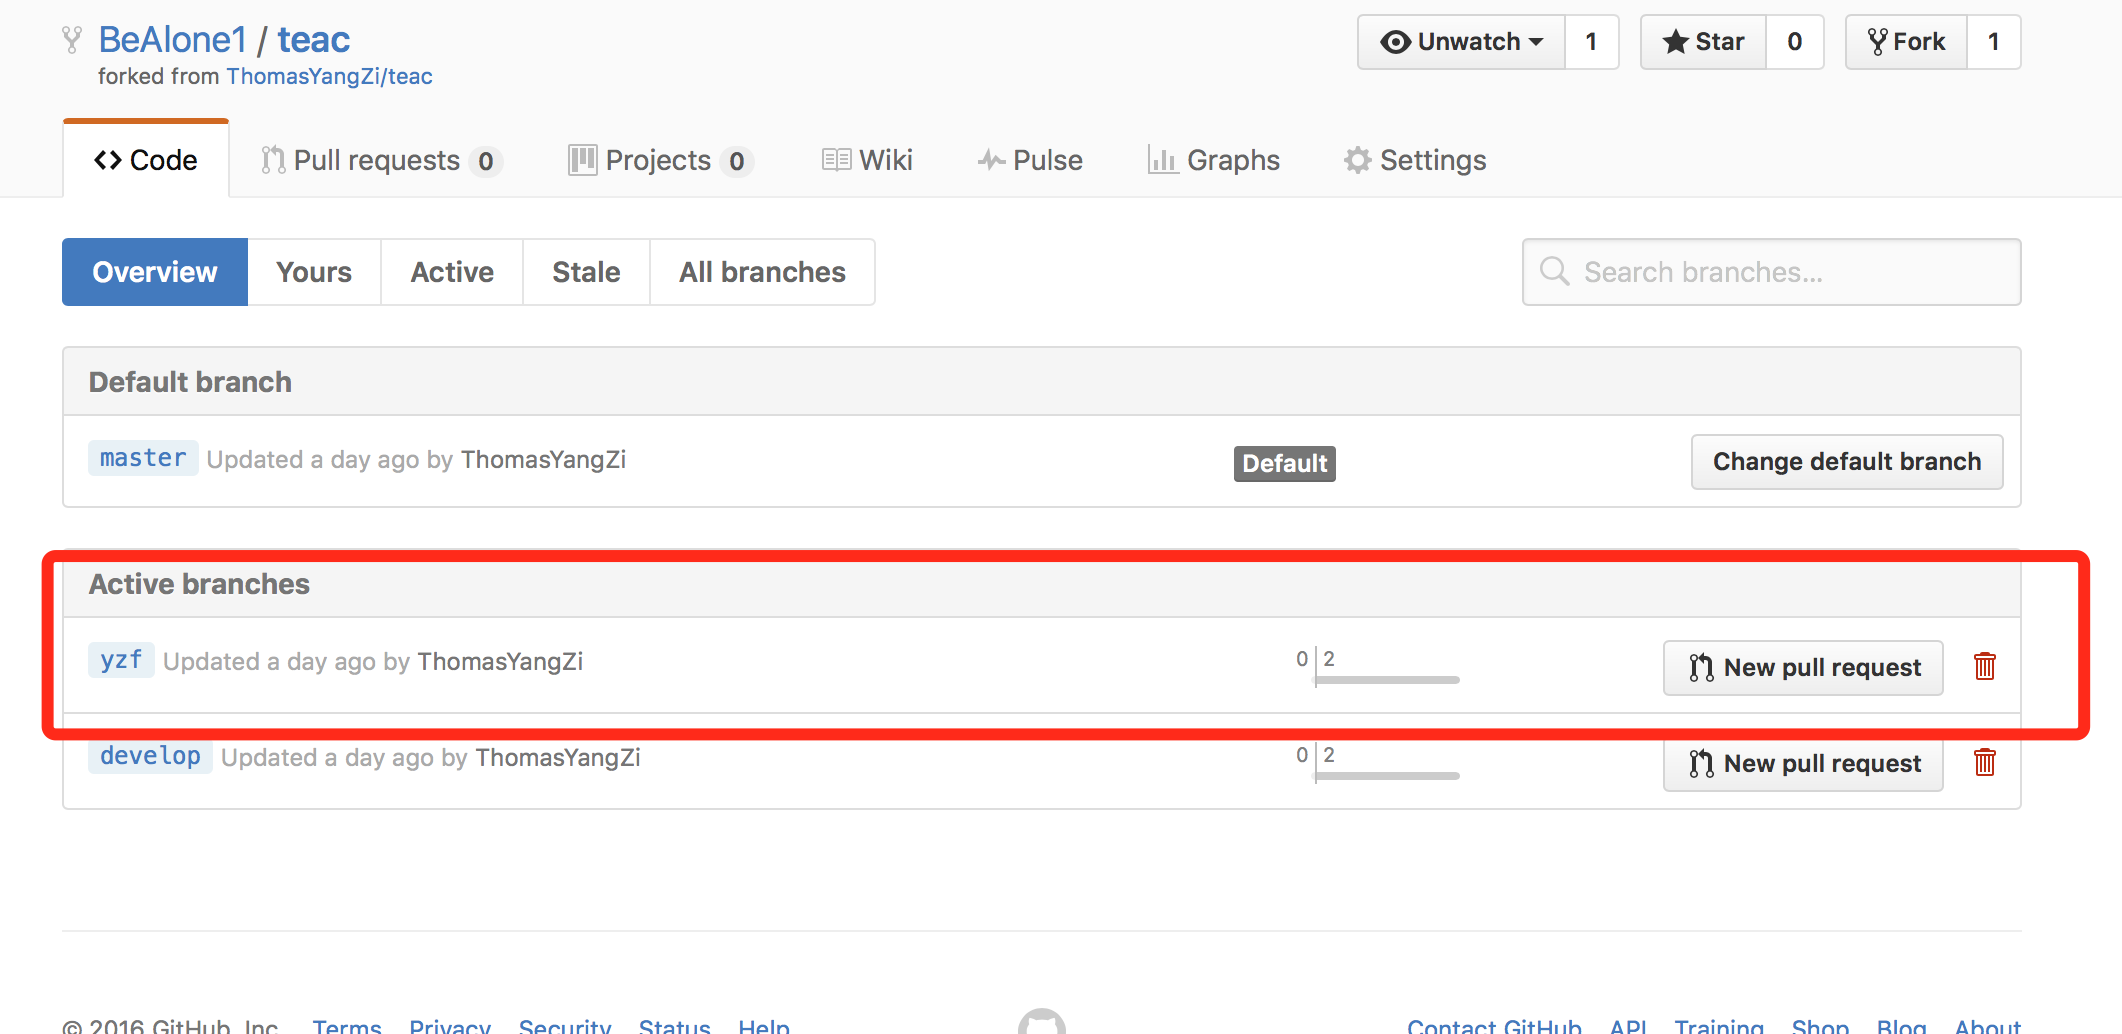 BeAlone1 / teac
Unwatch 1 Star 0 Fork 1
forked from ThomasYangZi/teac
Code Pull requests 0 Projects 0 Wiki Pulse Graphs Settings
Overview Yours Active Stale All branches Search branches...
Default branch
master Updated a day ago by ThomasYangZi Default Change default branch
Active branches
yzf Updated a day ago by ThomasYangZi 0 2 New pull request
develop Updated a day ago by ThomasYangZi 0 2 New pull request
© 2016 GitHub, Inc. Terms Privacy Security Status Help Contact GitHub API Training Shop Blog About